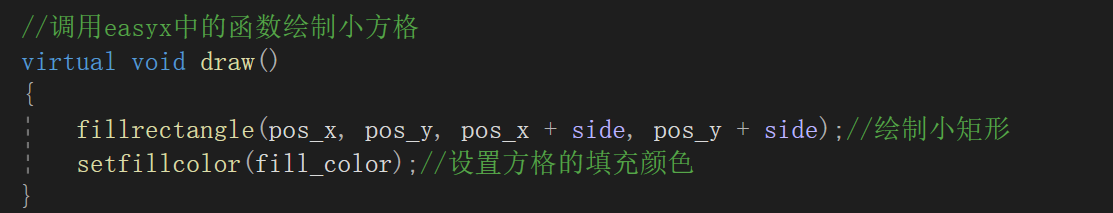 //调用easyx中的函数绘制小方格
virtual void draw()
{
fillrectangle(pos_x, pos_y, pos_x + side, pos_y + side);//绘制小矩形
setfillcolor(fill_color);//设置方格的填充颜色
}